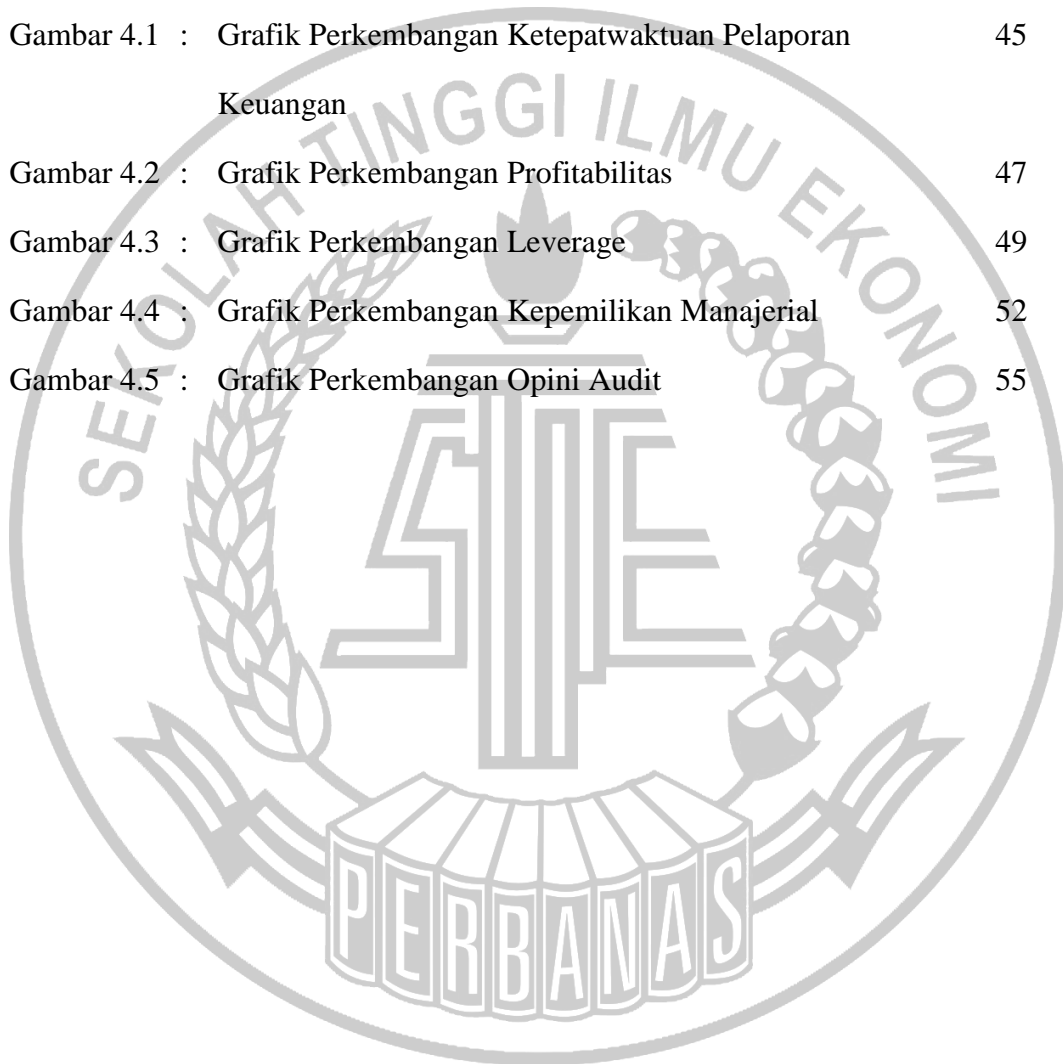 Gambar 4.1 : Grafik Perkembangan Ketepatwaktuan Pelaporan 45
Keuangan
Gambar 4.2 : Grafik Perkembangan Profitabilitas 47
Gambar 4.3 : Grafik Perkembangan Leverage 49
Gambar 4.4 : Grafik Perkembangan Kepemilikan Manajerial 52
Gambar 4.5 : Grafik Perkembangan Opini Audit 55
SEKOLAH TINGGI ILMU EKONOMI
STIE
PERBANAS